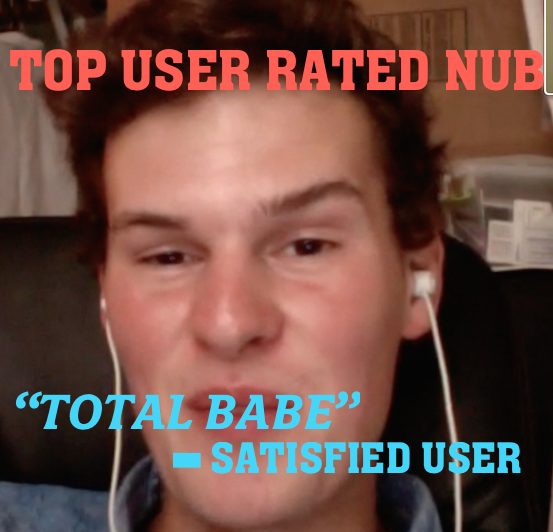 TOP USER RATED NUB
“TOTAL BABE”
- SATISFIED USER